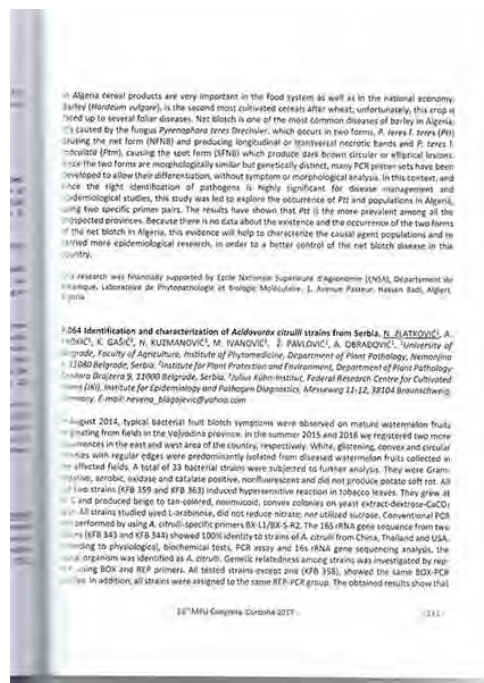 in Algeria cereal products are very important in the food system as well as in the national economy.
Barley (Hordeum vulgare), is the second most cultivated cereals after wheat; unfortunately, this crop is
faced up to several foliar diseases. Net blotch is one of the most common diseases of barley in Algeria.
It's caused by the fungus Pyrenophora teres Drechsler, which occurs in two forms, P. teres f. teres (Ptt)
causing the net form (NFNB) and producing longitudinal or transversal necrotic bands and P. teres f.
maculata (Ptm), causing the spot form (SFNB) which produce dark brown circular or elliptical lesions.
Since the two forms are morphologically similar but genetically distinct, many PCR primer sets have been
developed to allow their differentiation, without symptom or morphological analysis. In this context, and
since the right identification of pathogens is highly significant for disease management and
epidemiological studies, this study was led to explore the occurrence of Ptt and populations in Algeria,
using two specific primer pairs. The results have shown that Ptt is the more prevalent among all the
prospected provinces. Because there is no data about the existence and the occurrence of the two forms
of the net blotch in Algeria, this evidence will help to characterize the causal agent populations and to
carried more epidemiological research, in order to a better control of the net blotch disease in this
country.
research was financially supported by Ecole Nationale Supérieure d'Agronomie (ENSA), Département de
Botanique, Laboratoire de Phytopathologie et Biologie Moléculaire, 1, Avenue Pasteur, Hassan Badi, Algiers,
Algeria
P.064 Identification and characterization of Acidovorax citrulli strains from Serbia. N. ZLATKOVIĆ¹, A.
PROKIĆ¹, K. GAŠIĆ², N. KUZMANOVIĆ³, M. IVANOVIĆ¹, Ž. PAVLOVIĆ¹, A. OBRADOVIĆ¹. ¹University of
Belgrade, Faculty of Agriculture, Institute of Phytomedicine, Department of Plant Pathology, Nemanjina
6, 11080 Belgrade, Serbia. ²Institute for Plant Protection and Environment, Department of Plant Pathology
Teodora Drajzera 9, 11000 Belgrade, Serbia. ³Julius Kühn-Institut, Federal Research Centre for Cultivated
Plants (JKI), Institute for Epidemiology and Pathogen Diagnostics, Messeweg 11-12, 38104 Braunschweig,
Germany. E-mail: nevena_blagojevic@yahoo.com
In August 2014, typical bacterial fruit blotch symptoms were observed on mature watermelon fruits
originating from fields in the Vojvodina province. In the summer 2015 and 2016 we registered two more
occurrences in the east and west area of the country, respectively. White, glistening, convex and circular
colonies with regular edges were predominantly isolated from diseased watermelon fruits collected in
the affected fields. A total of 33 bacterial strains were subjected to further analysis. They were Gram-
negative, aerobic, oxidase and catalase positive, nonfluorescent and did not produce potato soft rot. All
but two strains (KFB 359 and KFB 363) induced hypersensitive reaction in tobacco leaves. They grew at
and produced beige to tan-colored, nonmucoid, convex colonies on yeast extract-dextrose-CaCO₃
agar. All strains studied used L-arabinose, did not reduce nitrate, nor utilized sucrose. Conventional PCR
performed by using A. citrulli-specific primers BX-L1/BX-S-R2. The 16S rRNA gene sequence from two
strains (KFB 343 and KFB 344) showed 100% identity to strains of A. citrulli from China, Thailand and USA.
According to physiological, biochemical tests, PCR assay and 16s rRNA gene sequencing analysis, the
causal organism was identified as A. citrulli. Genetic relatedness among strains was investigated by rep-
PCR using BOX and REP primers. All tested strains except one (KFB 358), showed the same BOX-PCR
In addition, all strains were assigned to the same REP-PCR group. The obtained results show that
15th MPU Congress Cordoba 2017